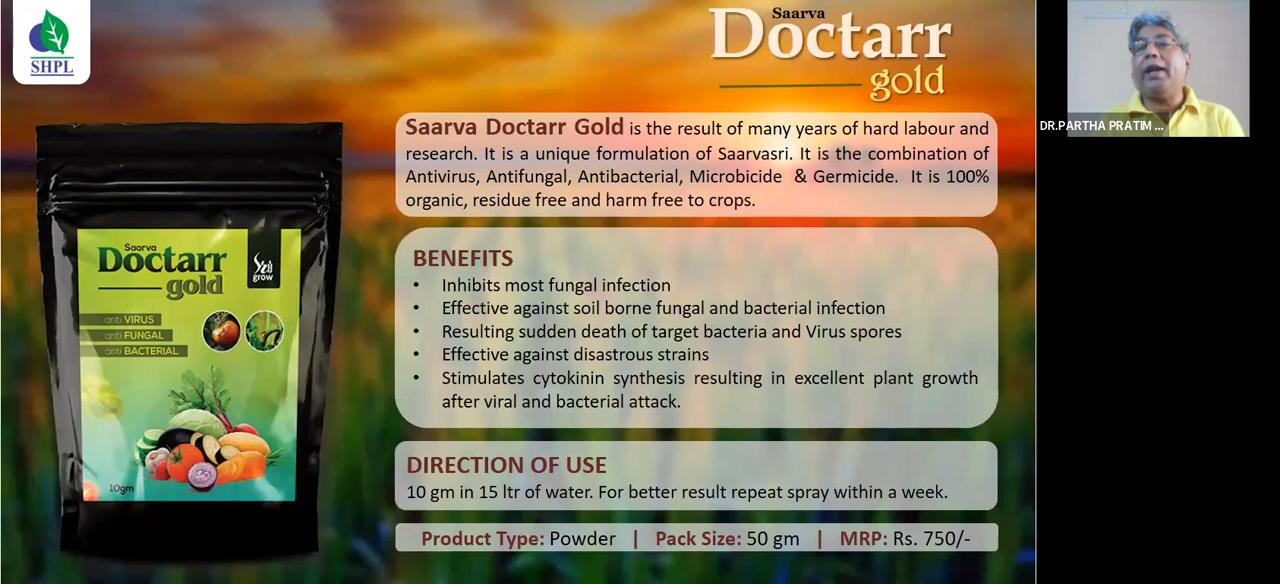 SHPL
Saarva
Doctarr
gold
DR.PARTHA PRATIM ...
Saarva Doctarr Gold is the result of many years of hard labour and
research. It is a unique formulation of Saarvasri. It is the combination of
Antivirus, Antifungal, Antibacterial, Microbicide & Germicide. It is 100%
organic, residue free and harm free to crops.
Saarva
Doctarr
gold
grow
anti VIRUS
anti FUNGAL
anti BACTERIAL
10gm
BENEFITS
• Inhibits most fungal infection
• Effective against soil borne fungal and bacterial infection
• Resulting sudden death of target bacteria and Virus spores
• Effective against disastrous strains
• Stimulates cytokinin synthesis resulting in excellent plant growth
after viral and bacterial attack.
DIRECTION OF USE
10 gm in 15 ltr of water. For better result repeat spray within a week.
Product Type: Powder | Pack Size: 50 gm | MRP: Rs. 750/-